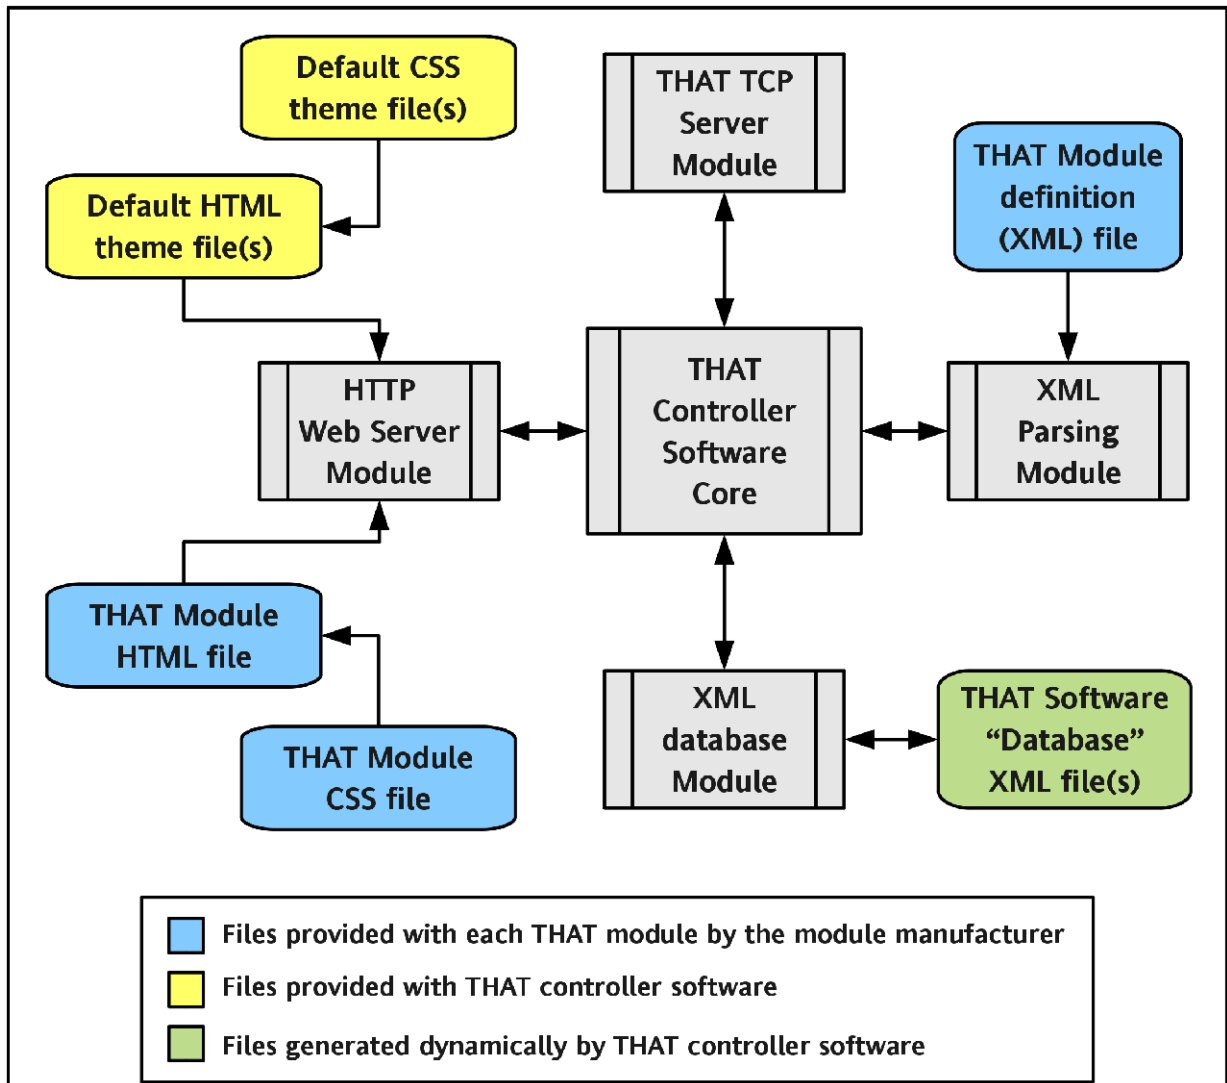 Default CSS
theme file(s)
THAT TCP
Server
Module
THAT Module
definition
(XML) file
Default HTML
theme file(s)
HTTP
Web Server
Module
THAT
Controller
Software
Core
XML
Parsing
Module
THAT Module
HTML file
THAT Module
CSS file
XML
database
Module
THAT Software
“Database”
XML file(s)
Files provided with each THAT module by the module manufacturer
Files provided with THAT controller software
Files generated dynamically by THAT controller software